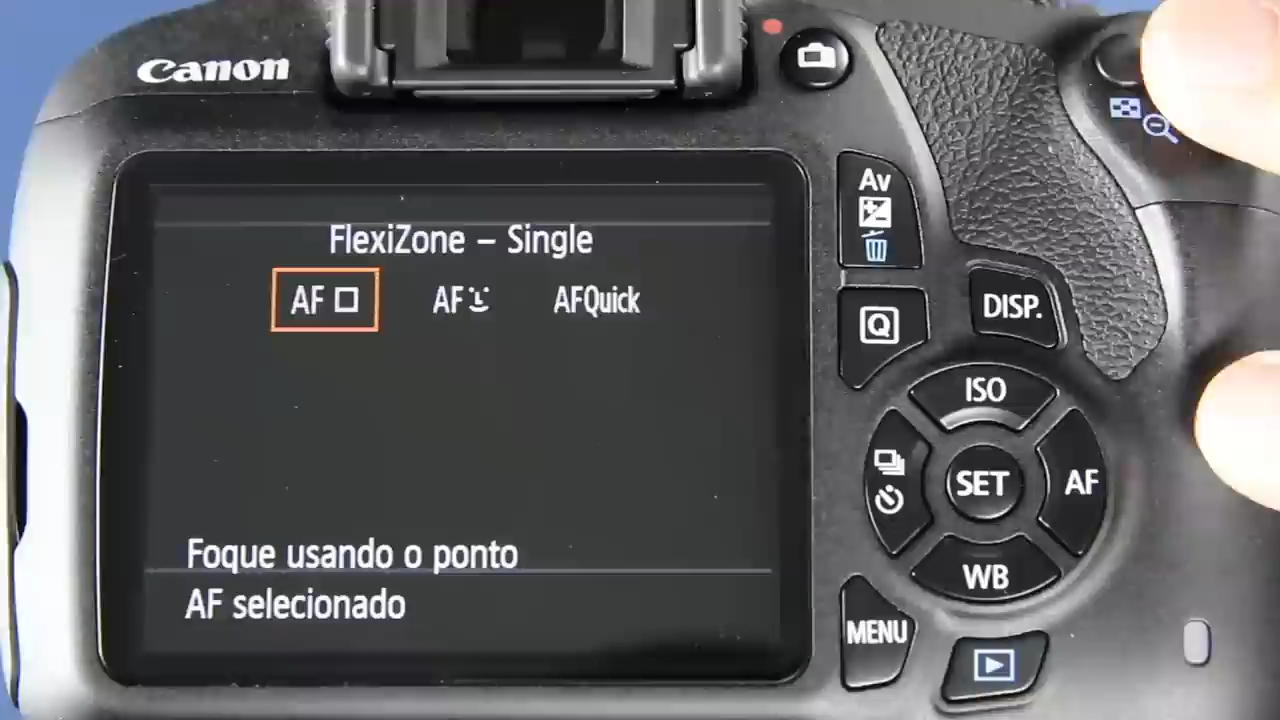 Canon
FlexiZone – Single
AF AF AFQuick
Foque usando o ponto
AF selecionado
Av
Q
DISP.
ISO
SET
AF
WB
MENU